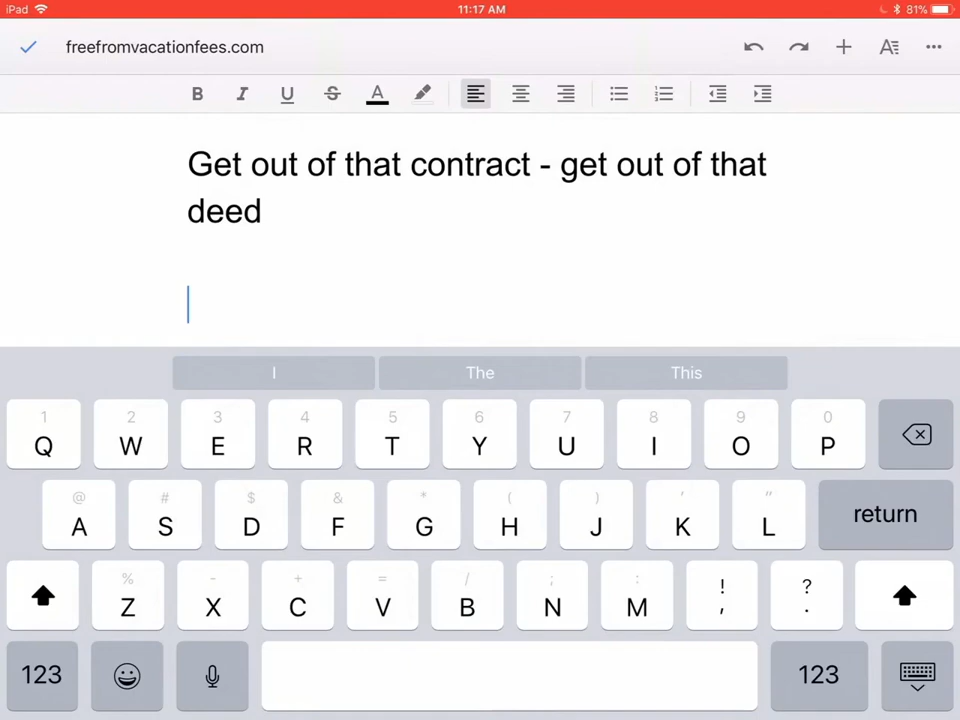 iPad 11:17 AM 81%
freefromvacationfees.com
B I U S A A
Get out of that contract - get out of that
deed
I The This
1 2 3 4 5 6 7 8 9 0
Q W E R T Y U I O P
@ # $ & * ( ) ' "
A S D F G H J K L return
% - + = / ; : ! ?
Z X C V B N M , .
123 123